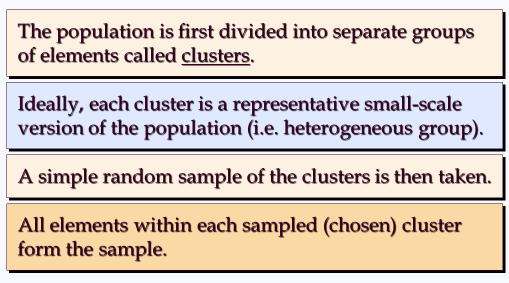 The population is first divided into separate groups
of elements called clusters.
Ideally, each cluster is a representative small-scale
version of the population (i.e. heterogeneous group).
A simple random sample of the clusters is then taken.
All elements within each sampled (chosen) cluster
form the sample.